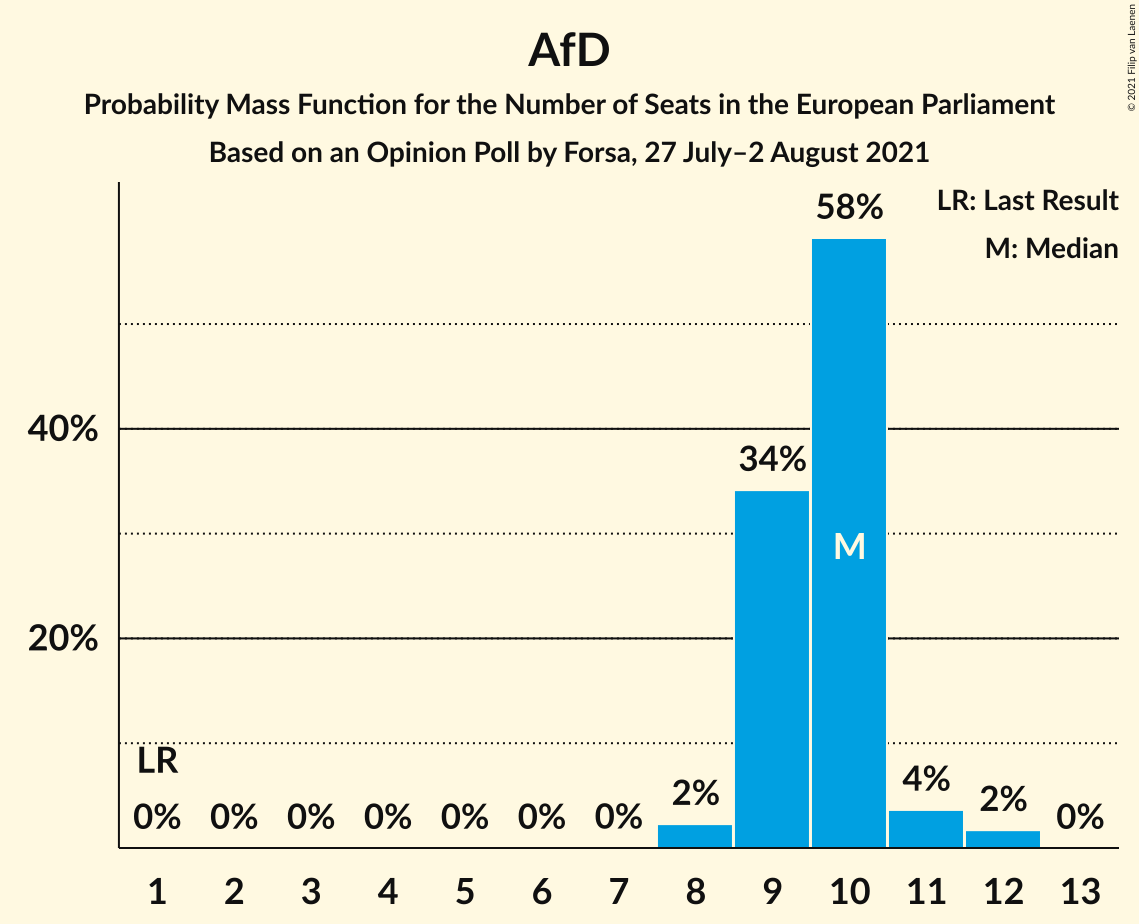 AfD
Probability Mass Function for the Number of Seats in the European Parliament
Based on an Opinion Poll by Forsa, 27 July–2 August 2021
© 2021 Filip van Laenen
LR: Last Result
M: Median
58%
40%
34%
M
20%
LR
0% 0% 0% 0% 0% 0% 0% 2% 4% 2% 0%
1 2 3 4 5 6 7 8 9 10 11 12 13